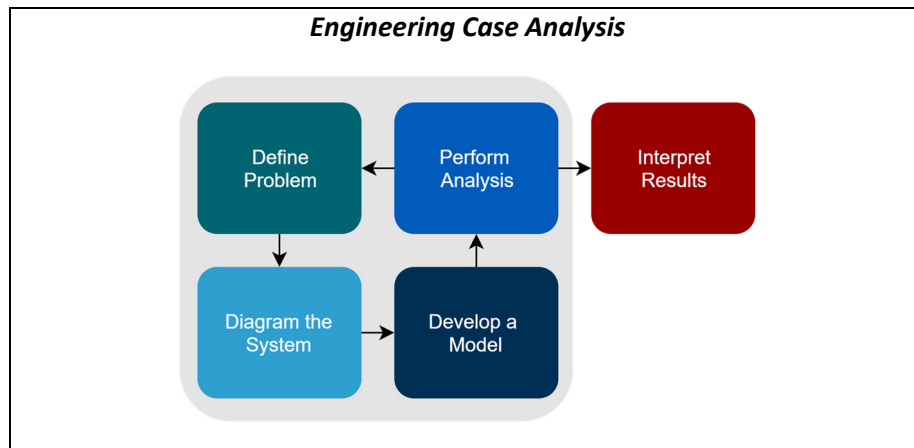 Engineering Case Analysis
Define
Problem
Perform
Analysis
Interpret
Results
Diagram the
System
Develop a
Model